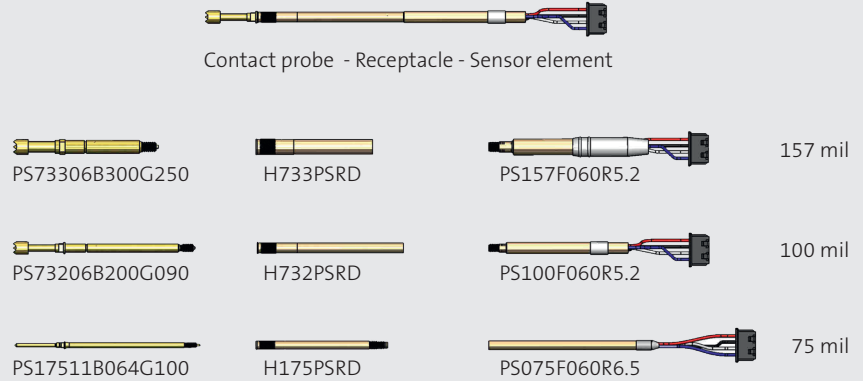 Contact probe - Receptacle - Sensor element
PS73306B300G250 H733PSRD PS157F060R5.2 157 mil
PS73206B200G090 H732PSRD PS100F060R5.2 100 mil
PS17511B064G100 H175PSRD PS075F060R6.5 75 mil